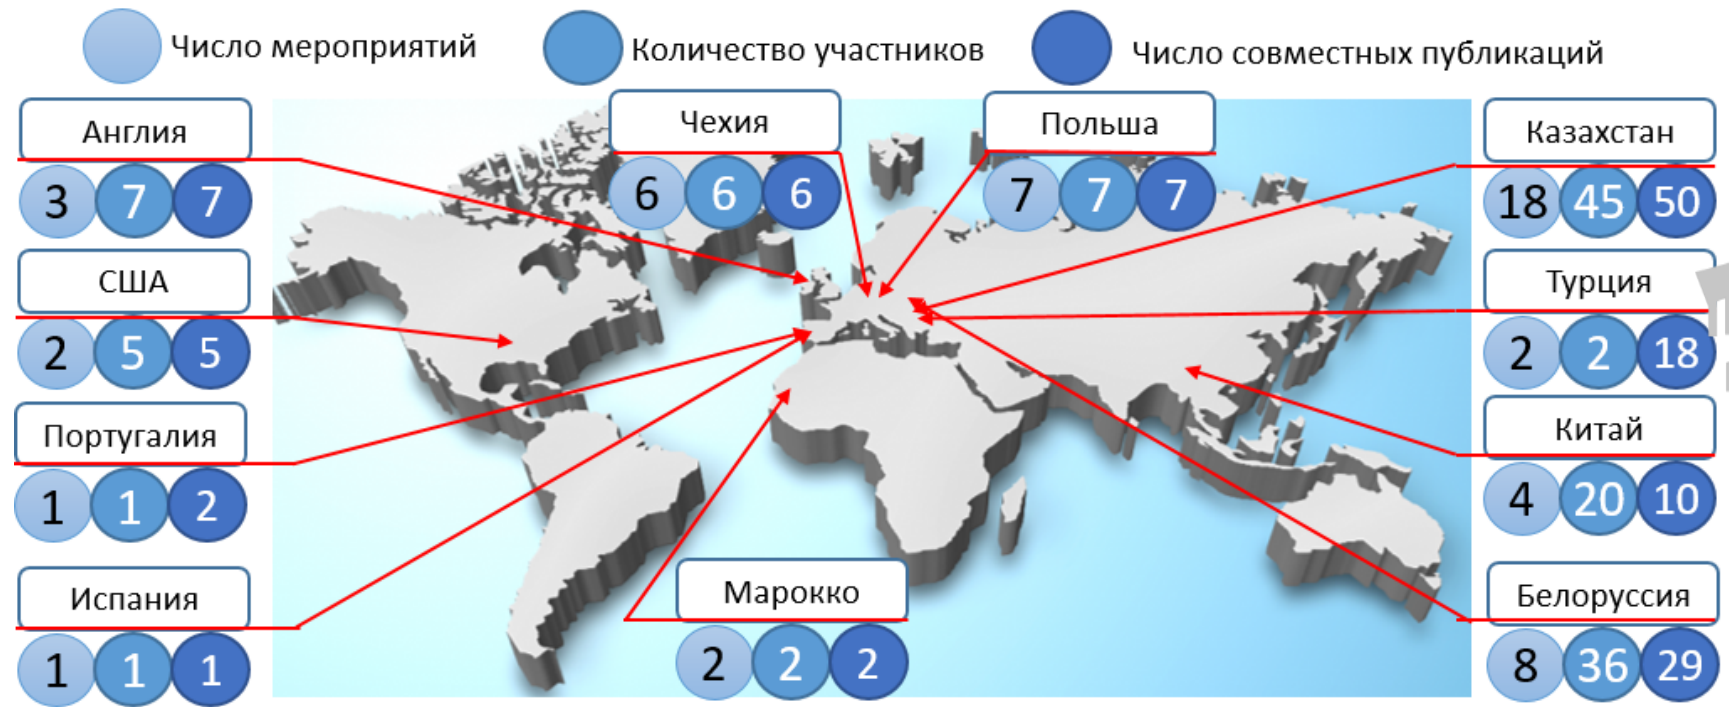 Число мероприятий
Количество участников
Число совместных публикаций
Англия
3 7 7
Чехия
6 6 6
Польша
7 7 7
Казахстан
18 45 50
США
2 5 5
Турция
2 2 18
Португалия
1 1 2
Китай
4 20 10
Испания
1 1 1
Марокко
2 2 2
Белоруссия
8 36 29